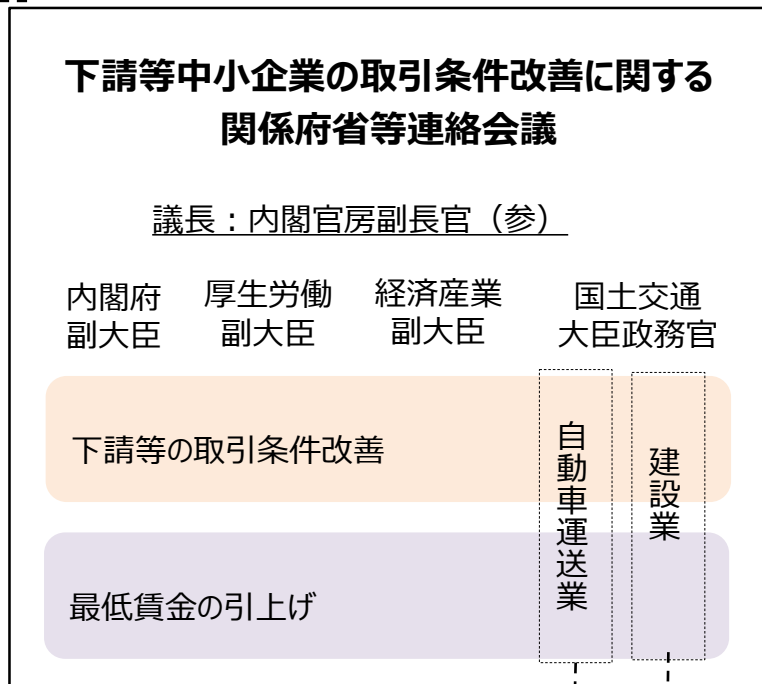 下請等中小企業の取引条件改善に関する
関係府省等連絡会議
議長：内閣官房副長官（参）
内閣府
副大臣
厚生労働
副大臣
経済産業
副大臣
国土交通
大臣政務官
下請等の取引条件改善
自動車運送業
建設業
最低賃金の引上げ